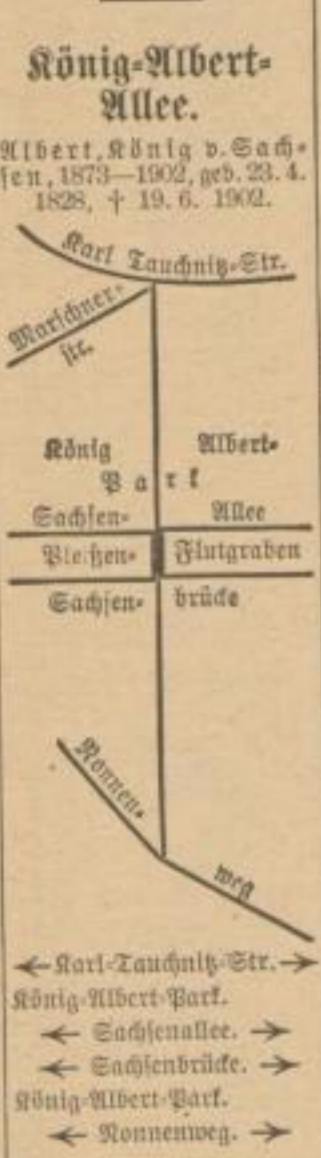 König-Albert-
Allee.
Albert, König v. Sach-
sen, 1873—1902, geb. 23. 4.
1828, † 19. 6. 1902.
Karl Tauchnitz-Str.
Marschner-
str.
König Albert-
Park
Sachsen- Allee
Pleißen- Flutgraben
Sachsen- brücke
Nonnen-
weg
← Karl-Tauchnitz-Str. →
König-Albert-Park.
← Sachsenallee. →
← Sachsenbrücke. →
König-Albert-Park.
← Nonnenweg. →